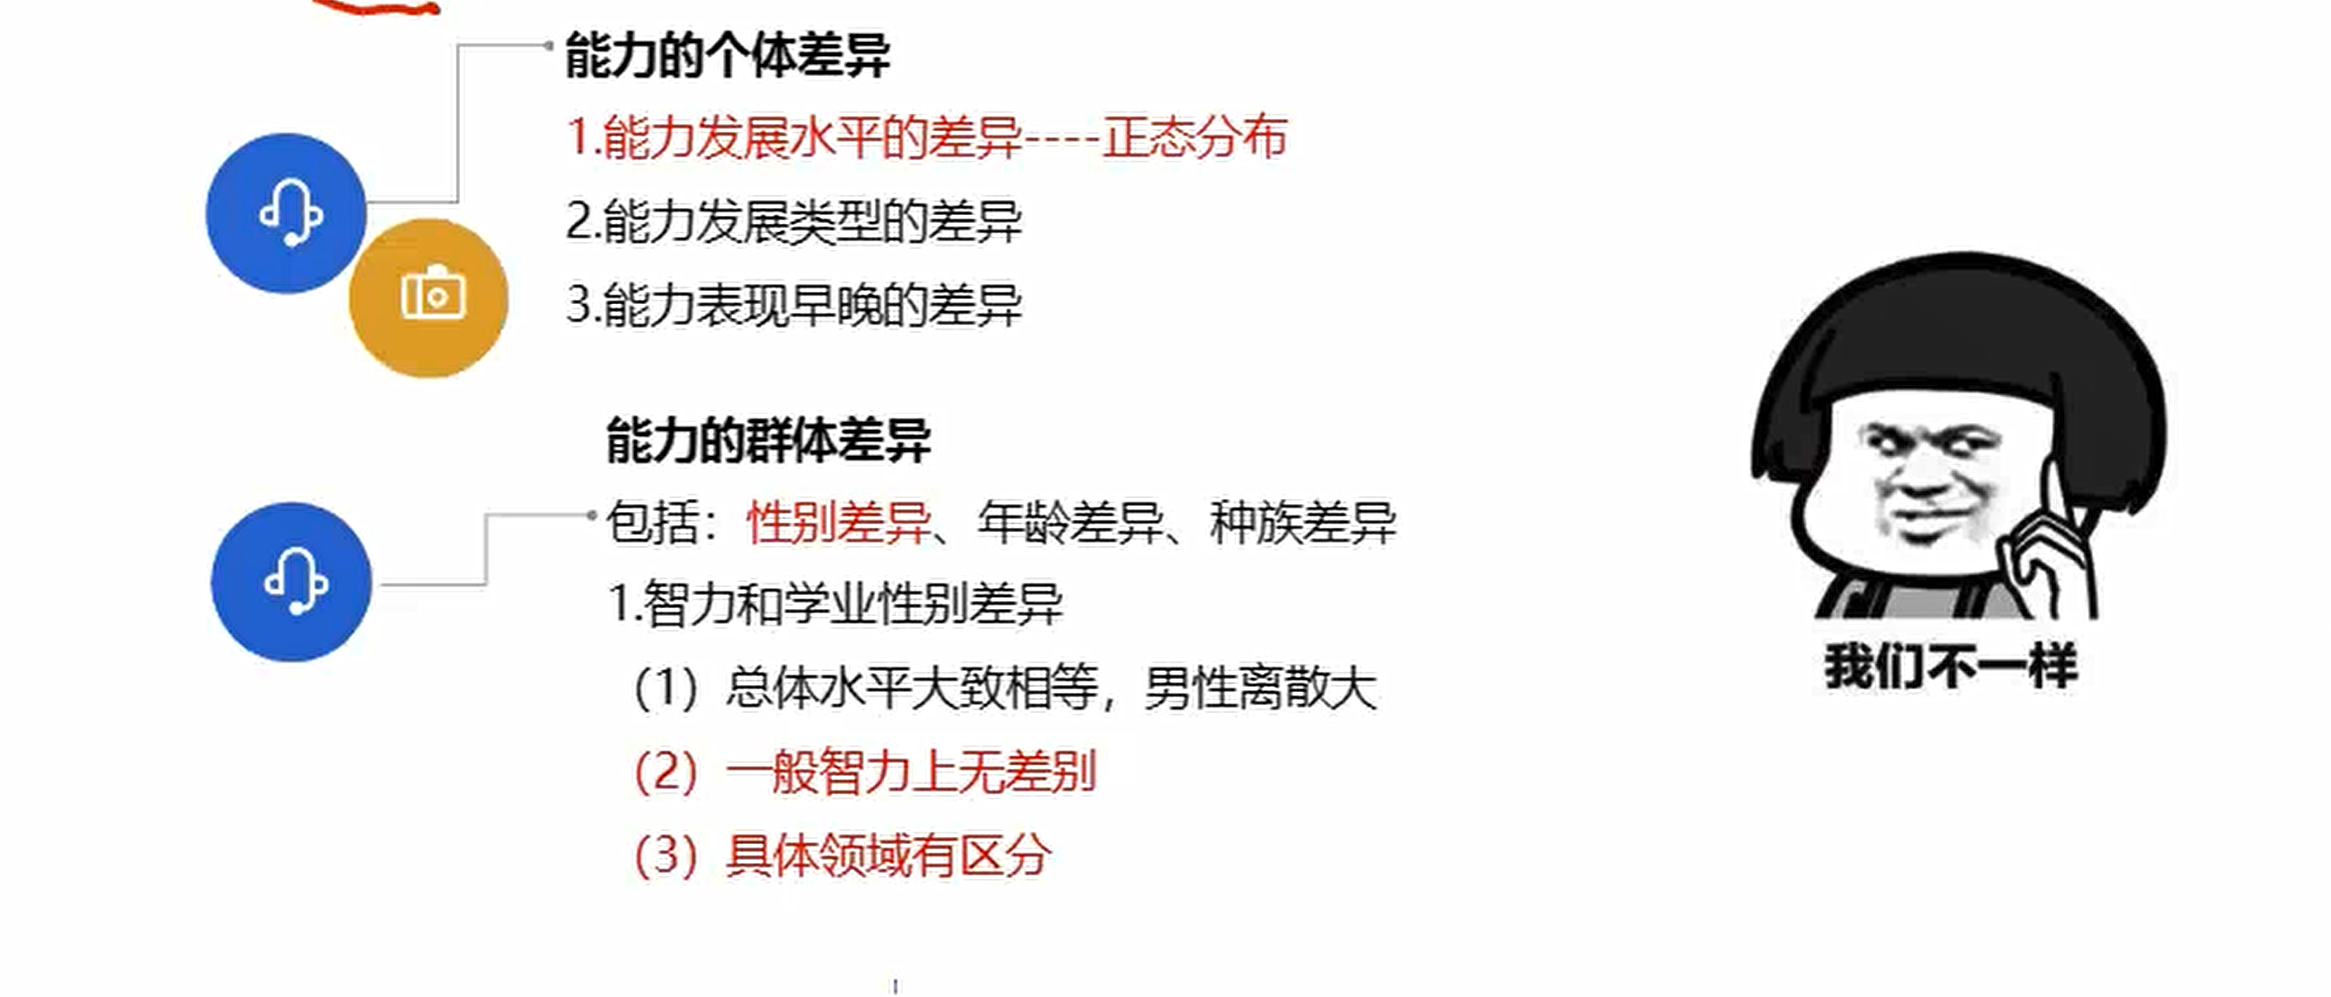 能力的个体差异
1.能力发展水平的差异----正态分布
2.能力发展类型的差异
3.能力表现早晚的差异
能力的群体差异
包括：性别差异、年龄差异、种族差异
1.智力和学业性别差异
（1）总体水平大致相等，男性离散大
（2）一般智力上无差别
（3）具体领域有区分
我们不一样